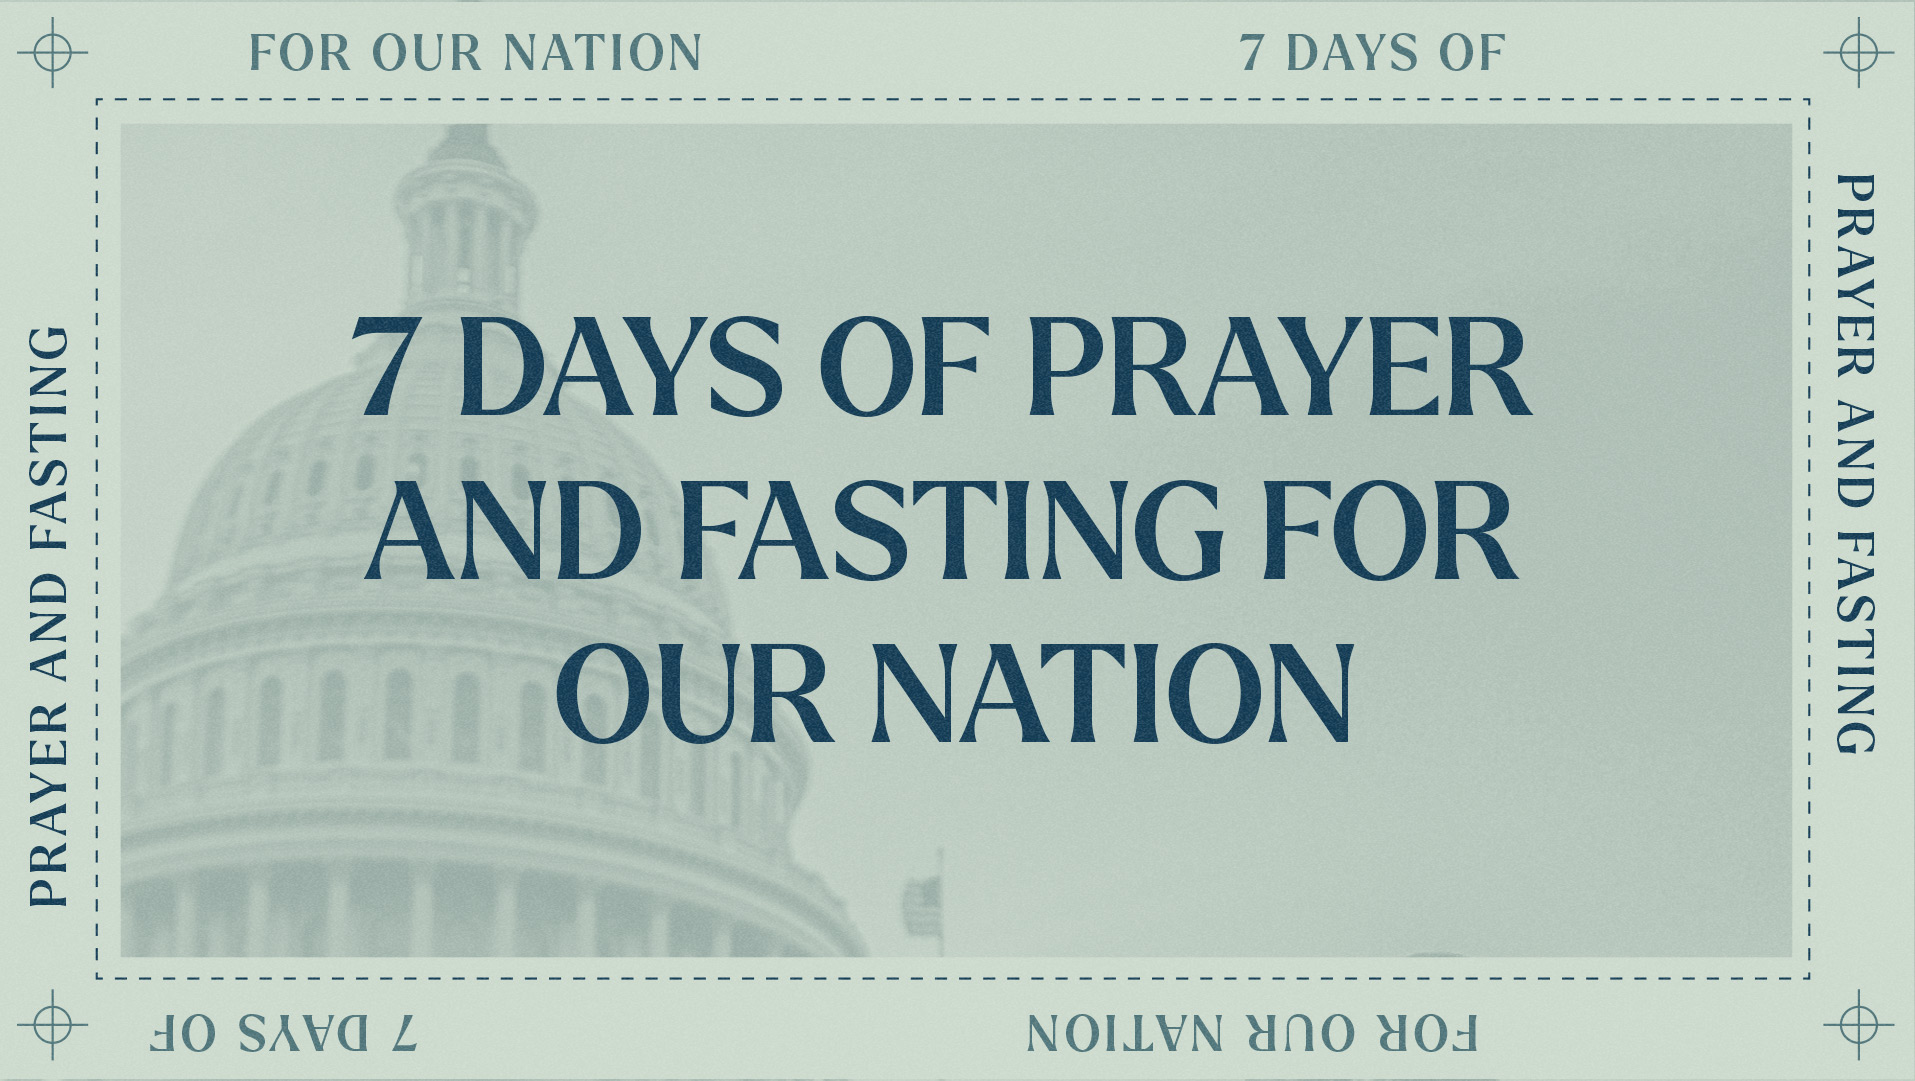 FOR OUR NATION
7 DAYS OF
PRAYER AND FASTING
7 DAYS OF PRAYER
AND FASTING FOR
OUR NATION
PRAYER AND FASTING
7 DAYS OF
FOR OUR NATION